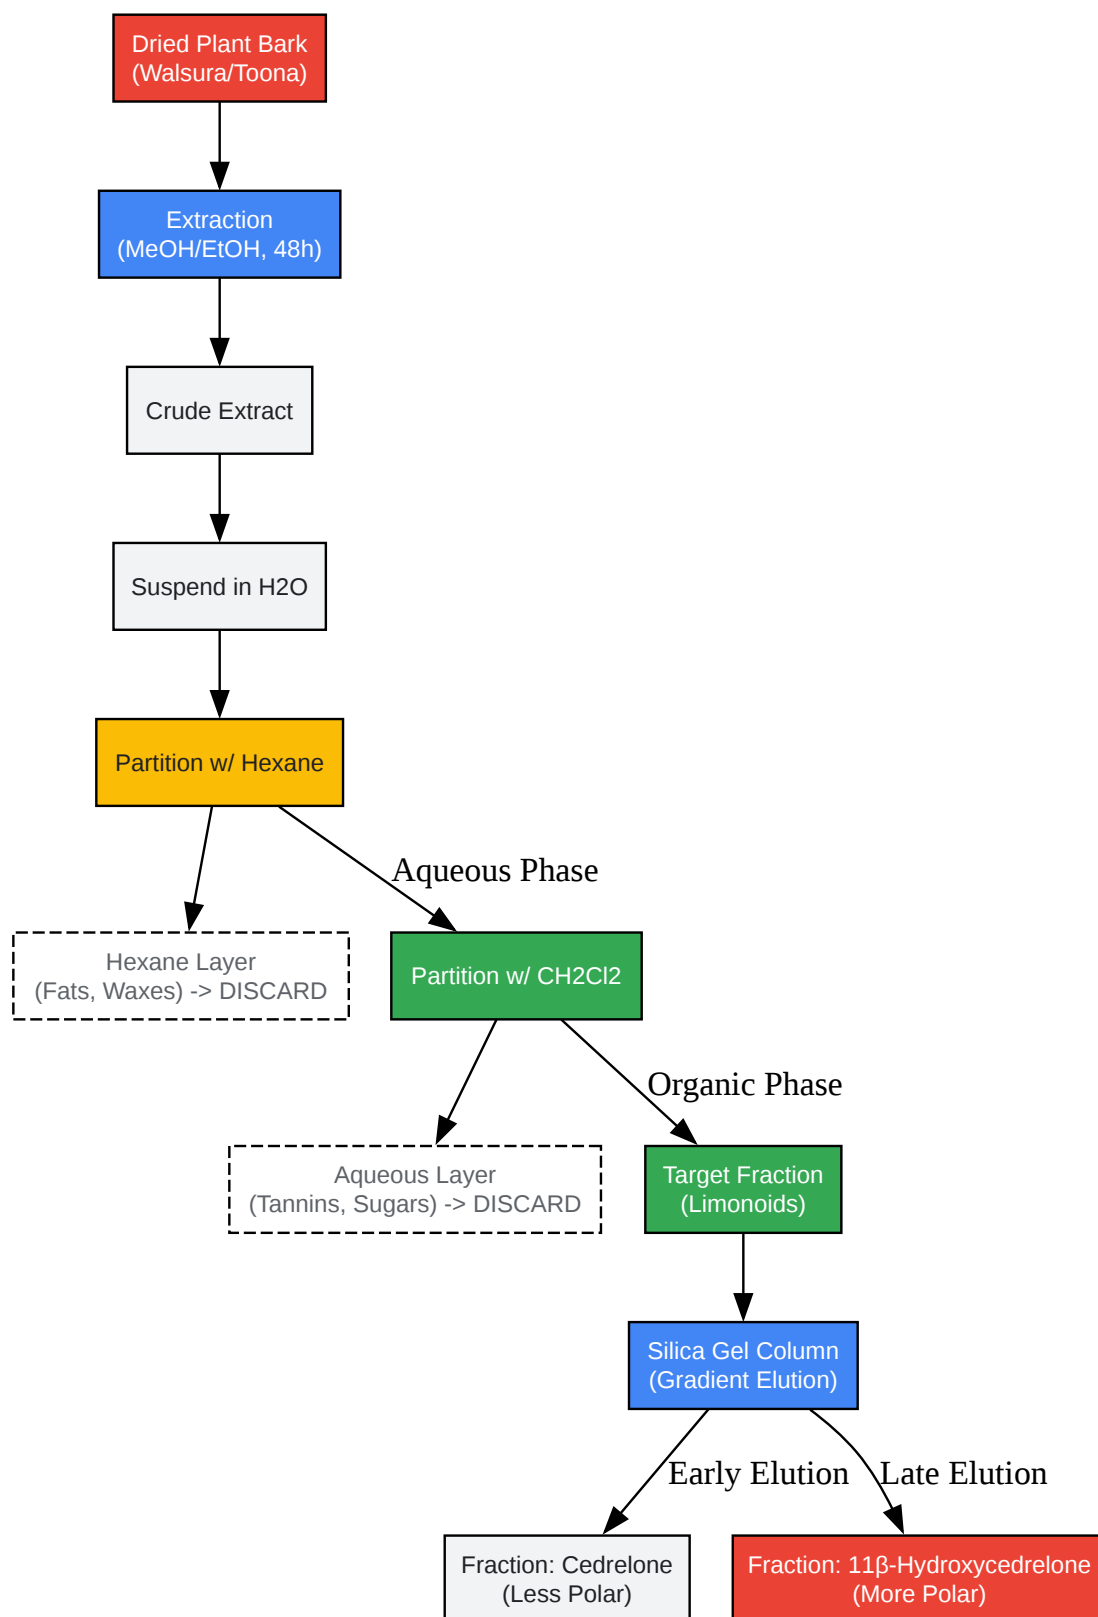 Dried Plant Bark
(Walsura/Toona)
Extraction
(MeOH/EtOH, 48h)
Crude Extract
Suspend in H2O
Partition w/ Hexane
Aqueous Phase
Hexane Layer
(Fats, Waxes) -> DISCARD
Partition w/ CH2Cl2
Organic Phase
Aqueous Layer
(Tannins, Sugars) -> DISCARD
Target Fraction
(Limonoids)
Silica Gel Column
(Gradient Elution)
Early Elution
Late Elution
Fraction: Cedrelone
(Less Polar)
Fraction: 11β-Hydroxycedrelone
(More Polar)